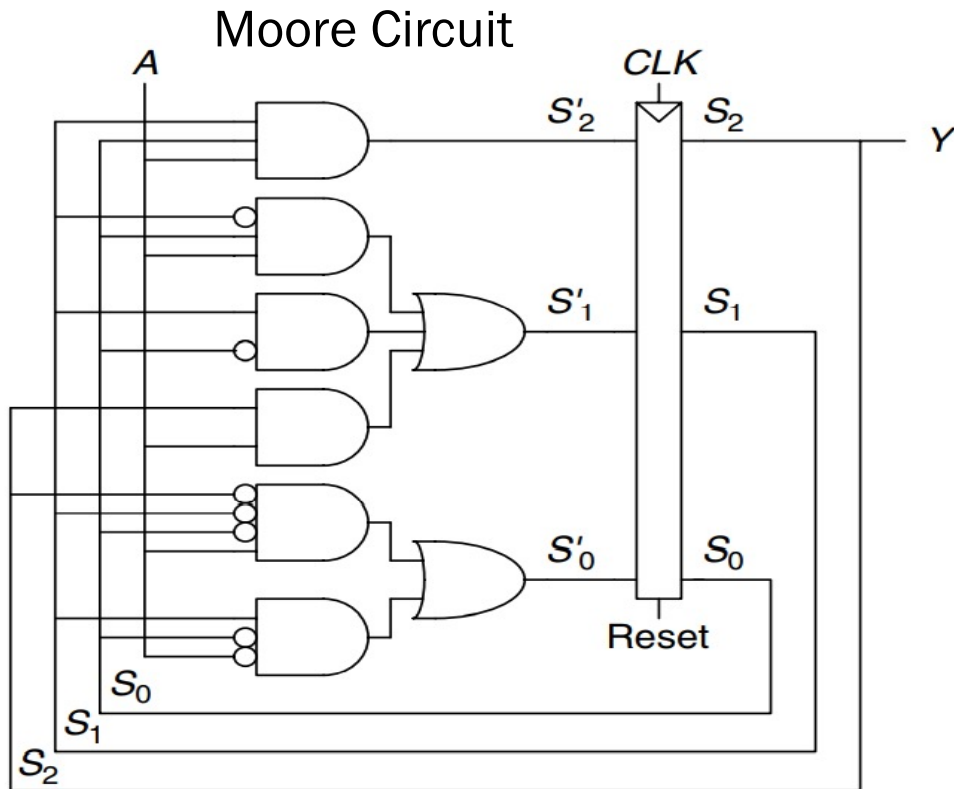 Moore Circuit
A
CLK
S'2
S2
Y
S'1
S1
S'0
S0
Reset
S0
S1
S2